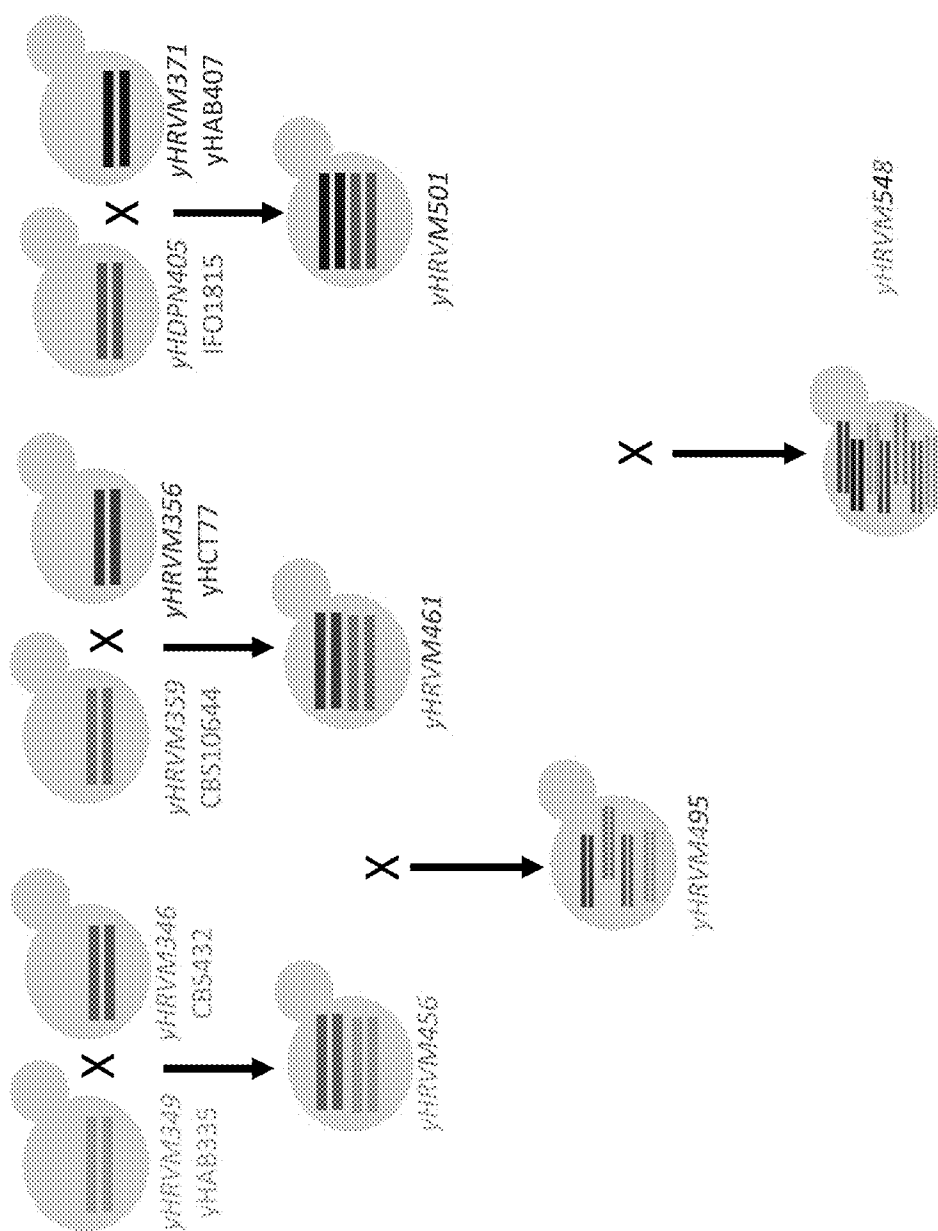 yHRVM349
yHAB335
X
yHRVM346
CBS432
yHRVM359
CBS10644
X
yHRVM356
yHCT77
yHDPN405
IFO1815
X
yHRVM371
yHAB407
yHRVM456
yHRVM461
yHRVM501
X
yHRVM495
X
yHRVM548